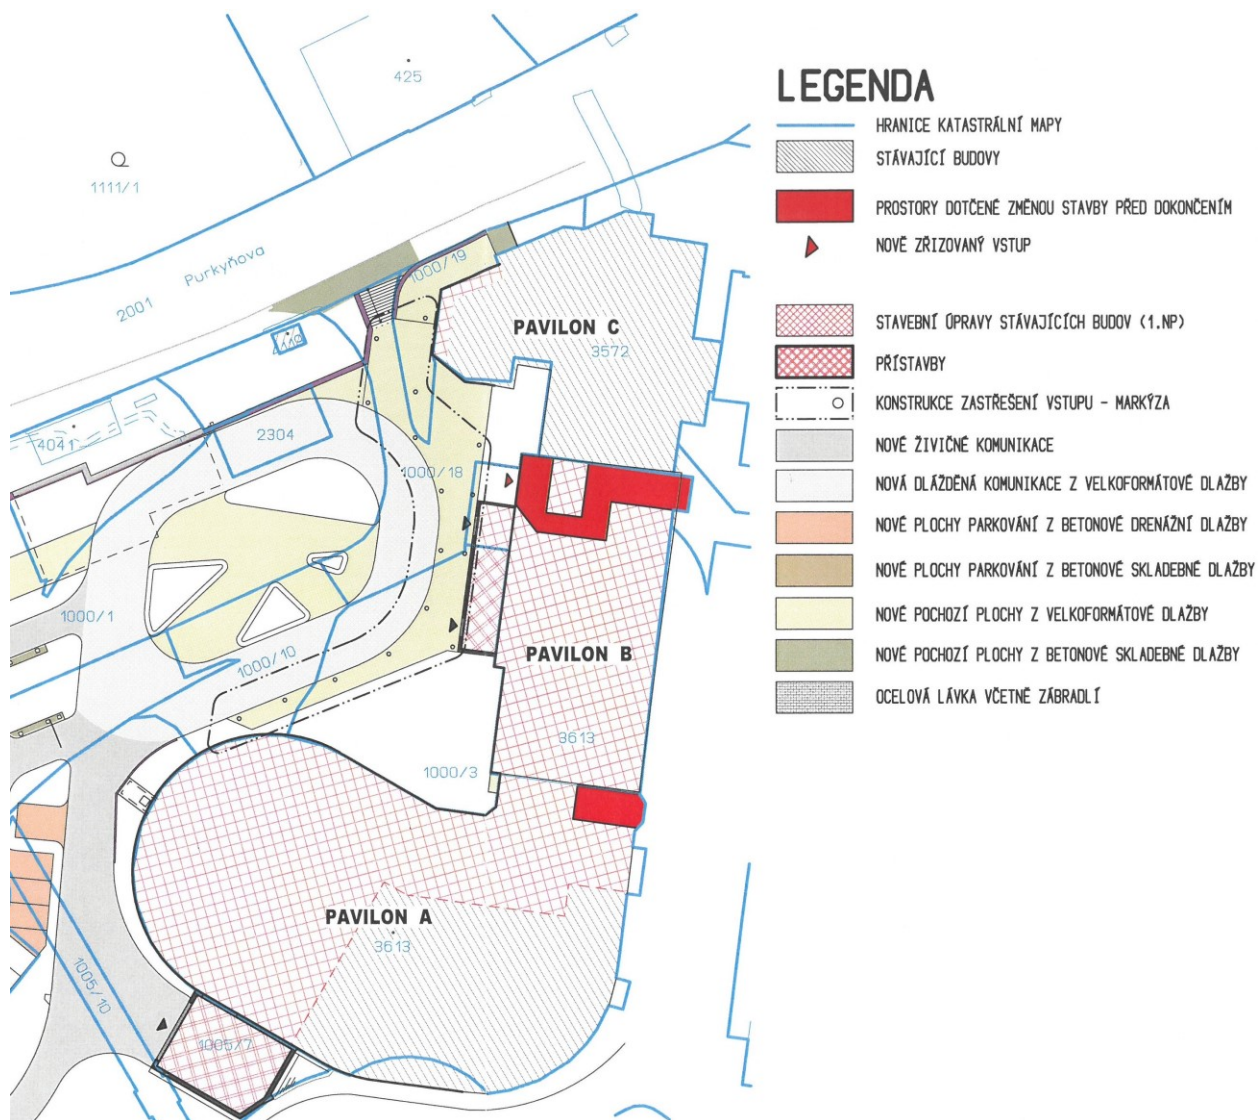 425
1111/1
2001
Purkyňova
1000/19
PAVILON C
3572
4119
4041
2304
1000/18
1000/1
1000/10
PAVILON B
3613
1000/3
PAVILON A
3613
1005/10
1005/7
LEGENDA
HRANICE KATASTRÁLNÍ MAPY
STÁVAJÍCÍ BUDOVY
PROSTORY DOTČENÉ ZMĚNOU STAVBY PŘED DOKONČENÍM
NOVĚ ZŘIZOVANÝ VSTUP
STAVEBNÍ ÚPRAVY STÁVAJÍCÍCH BUDOV (1.NP)
PŘÍSTAVBY
KONSTRUKCE ZASTŘEŠENÍ VSTUPU - MARKÝZA
NOVÉ ŽIVIČNÉ KOMUNIKACE
NOVÁ DLÁŽDĚNÁ KOMUNIKACE Z VELKOFORMÁTOVÉ DLAŽBY
NOVÉ PLOCHY PARKOVÁNÍ Z BETONOVÉ DRENÁŽNÍ DLAŽBY
NOVÉ PLOCHY PARKOVÁNÍ Z BETONOVÉ SKLADEBNÉ DLAŽBY
NOVÉ POCHOZÍ PLOCHY Z VELKOFORMÁTOVÉ DLAŽBY
NOVÉ POCHOZÍ PLOCHY Z BETONOVÉ SKLADEBNÉ DLAŽBY
OCELOVÁ LÁVKA VČETNĚ ZÁBRADLÍ